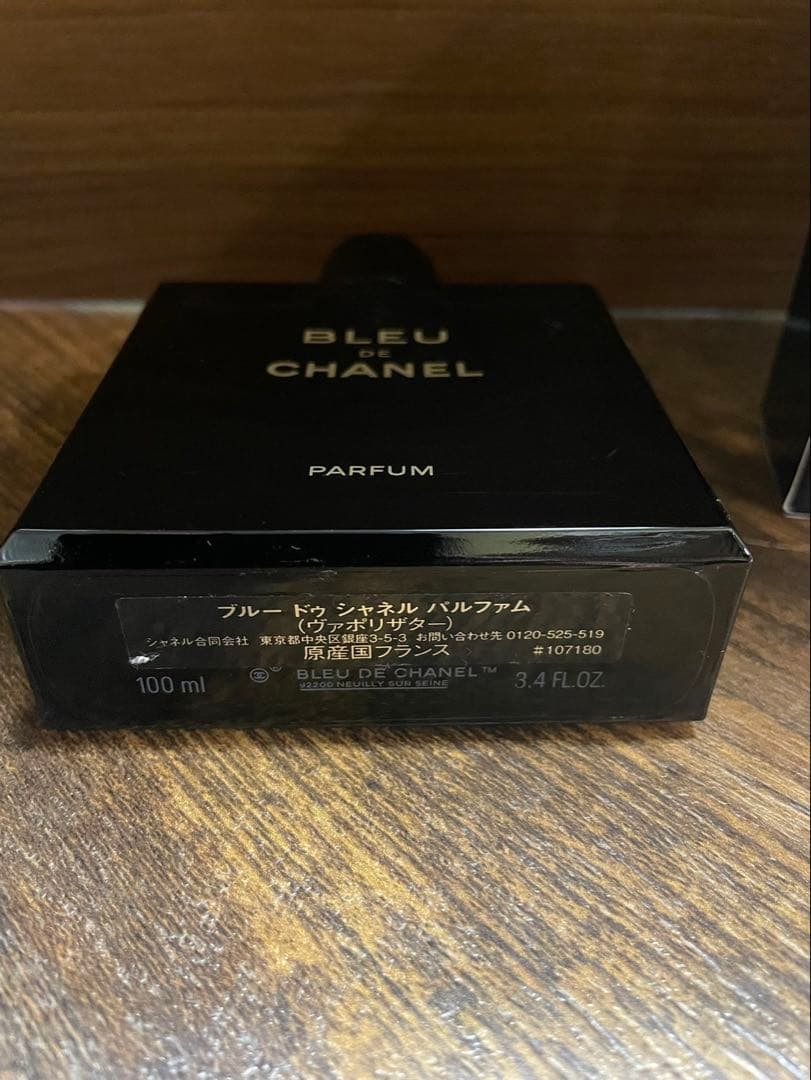 BLEU
DE
CHANEL
PARFUM
ブルー ドゥ シャネル パルファム
(ヴァポリザター)
シャネル合同会社 東京都中央区銀座3-5-3 お問い合わせ先 0120-525-519
原産国フランス #107180
100 ml BLEU DE CHANEL™ 3.4 FL.OZ.
92200 NEUILLY SUR SEINE